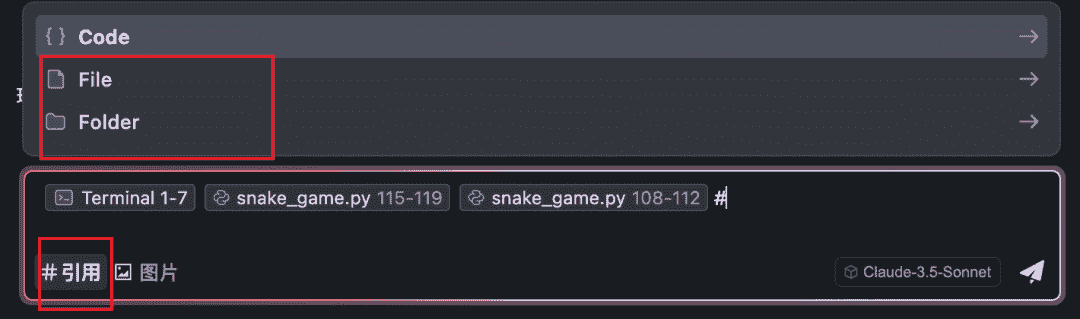 Code
File
Folder
Terminal 1-7 snake_game.py 115-119 snake_game.py 108-112 #
# 引用 图片 Claude-3.5-Sonnet